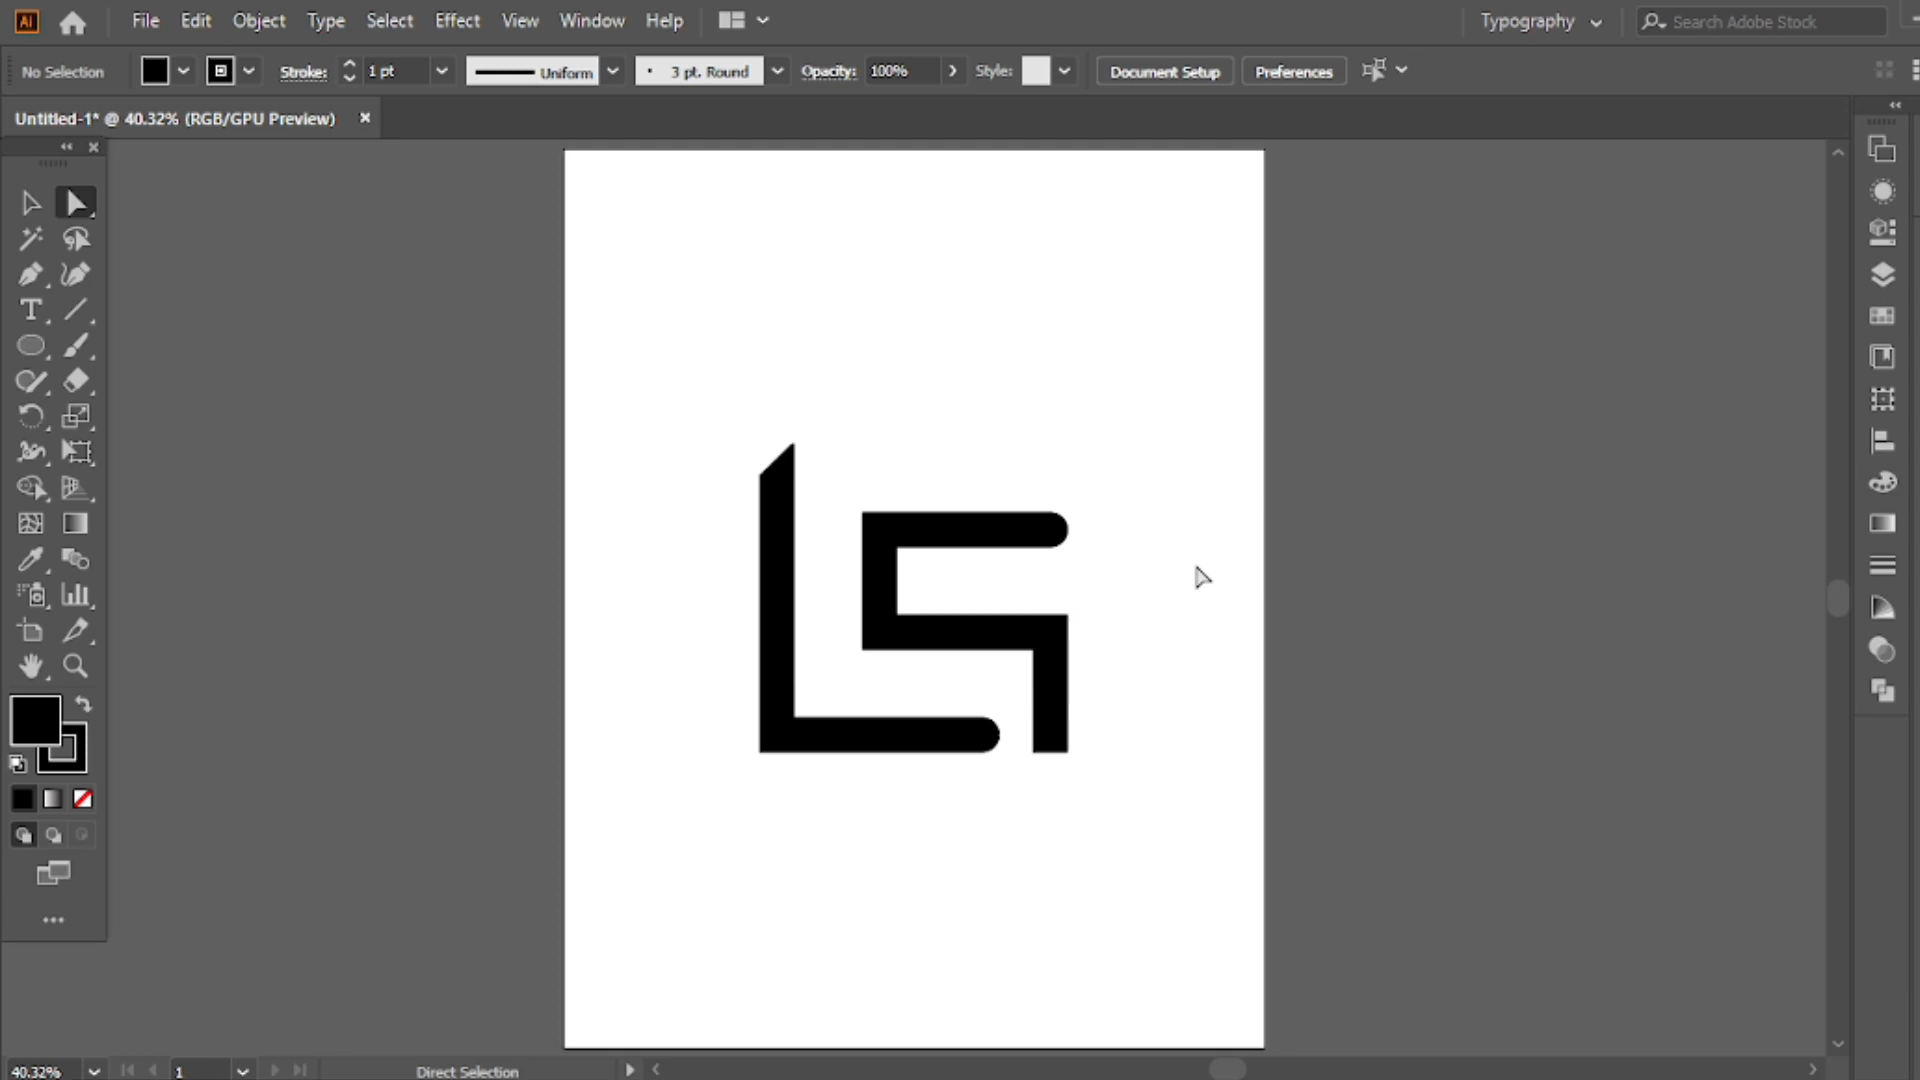 Ai File Edit Object Type Select Effect View Window Help Typography Search Adobe Stock
No Selection Stroke: 1 pt Uniform 3 pt. Round Opacity: 100% Style: Document Setup Preferences
Untitled-1* @ 40.32% (RGB/GPU Preview)
LS
40.32% 1 Direct Selection